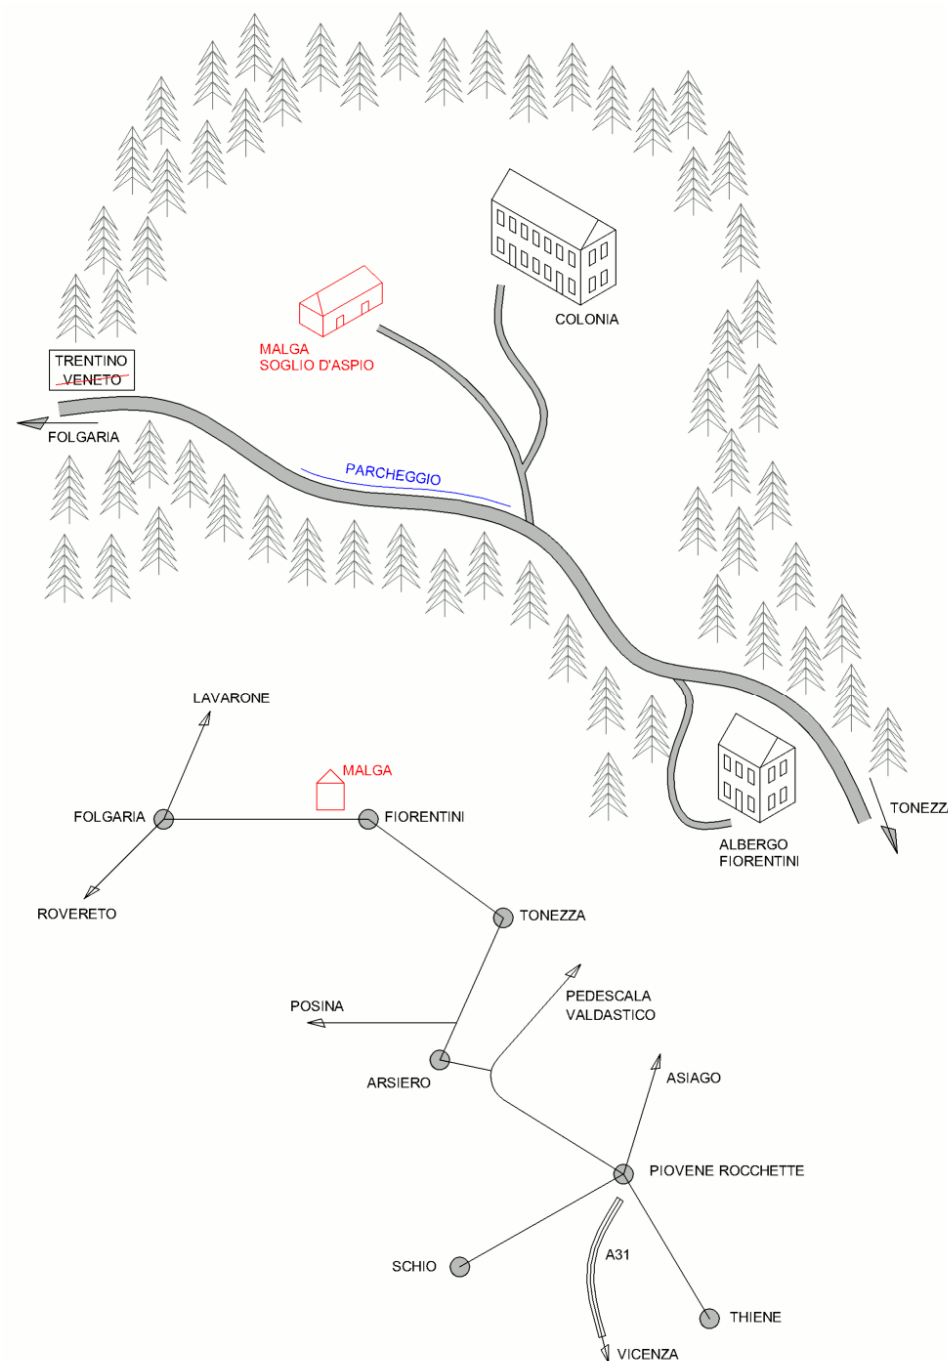 COLONIA
MALGA
SOGLIO D'ASPIO
TRENTINO
VENETO
FOLGARIA
PARCHEGGIO
LAVARONE
MALGA
FOLGARIA
FIORENTINI
TONEZZA
ALBERGO
FIORENTINI
ROVERETO
TONEZZA
PEDESCALA
VALDASTICO
POSINA
ARSIERO
ASIAGO
PIOVENE ROCCHETTE
A31
SCHIO
THIENE
VICENZA